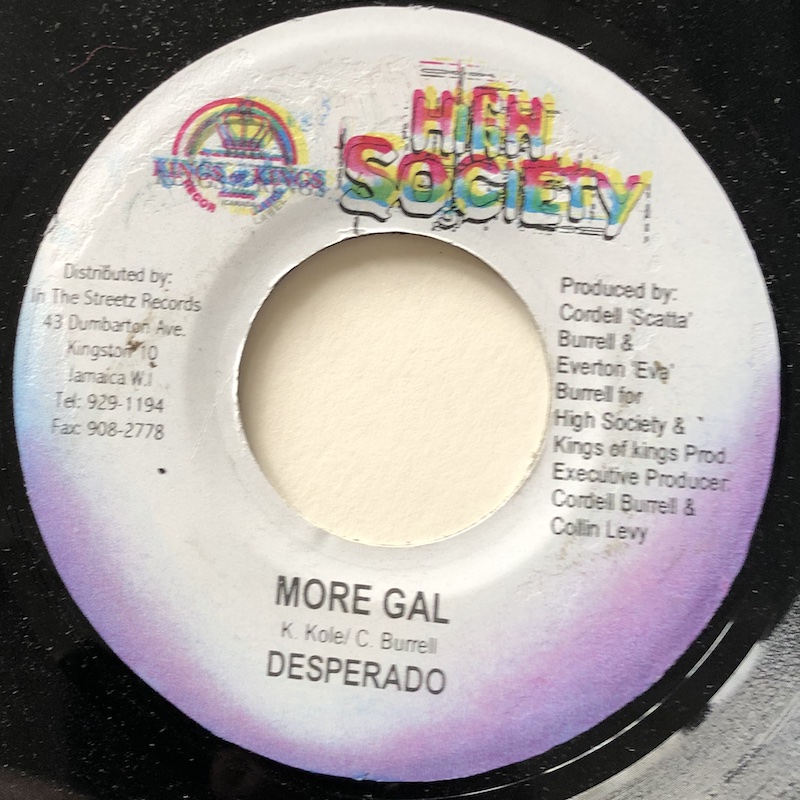 KINGS OF KINGS
HIGH
SOCIETY
Distributed by:
In The Streetz Records
43 Dumbarton Ave.
Kingston 10
Jamaica W.I
Tel: 929-1194
Fax: 908-2778
Produced by:
Cordell 'Scatta'
Burrell &
Everton 'Eva'
Burrell for
High Society &
Kings of kings Prod.
Executive Producer:
Cordell Burrell &
Collin Levy
MORE GAL
K. Kole/ C. Burrell
DESPERADO